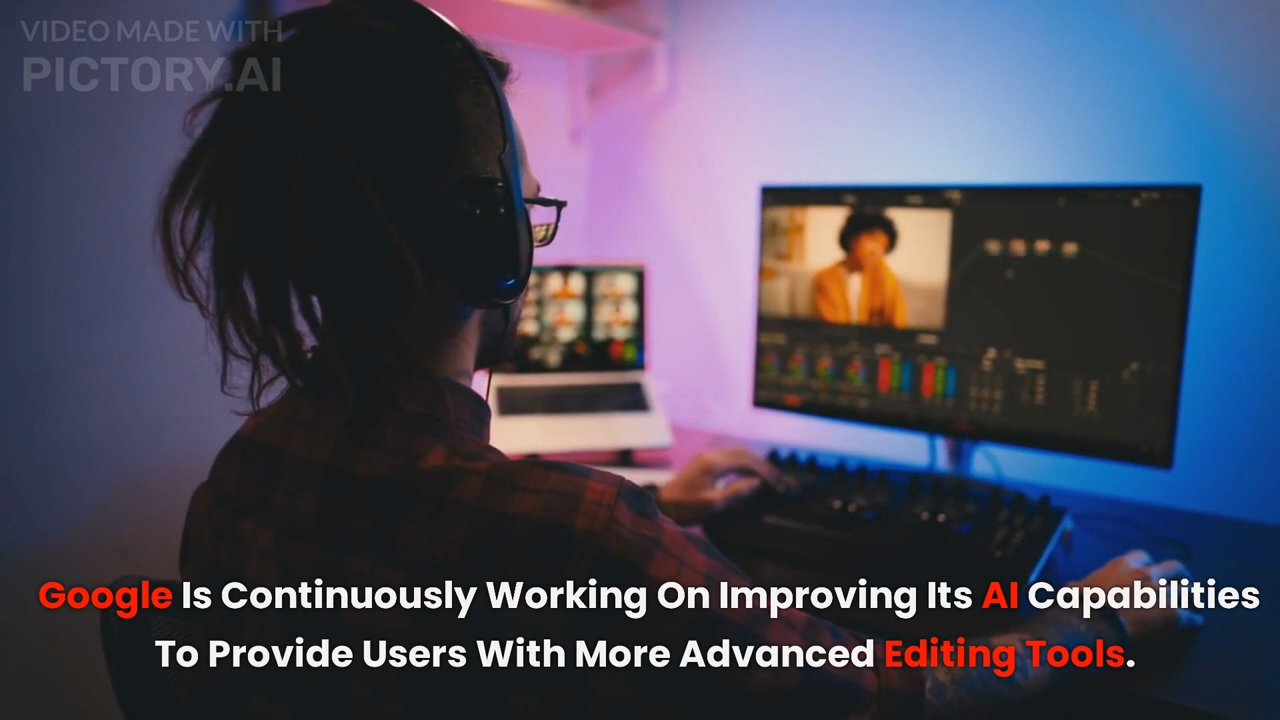 VIDEO MADE WITH
PICTORY.AI
Google Is Continuously Working On Improving Its AI Capabilities
To Provide Users With More Advanced Editing Tools.